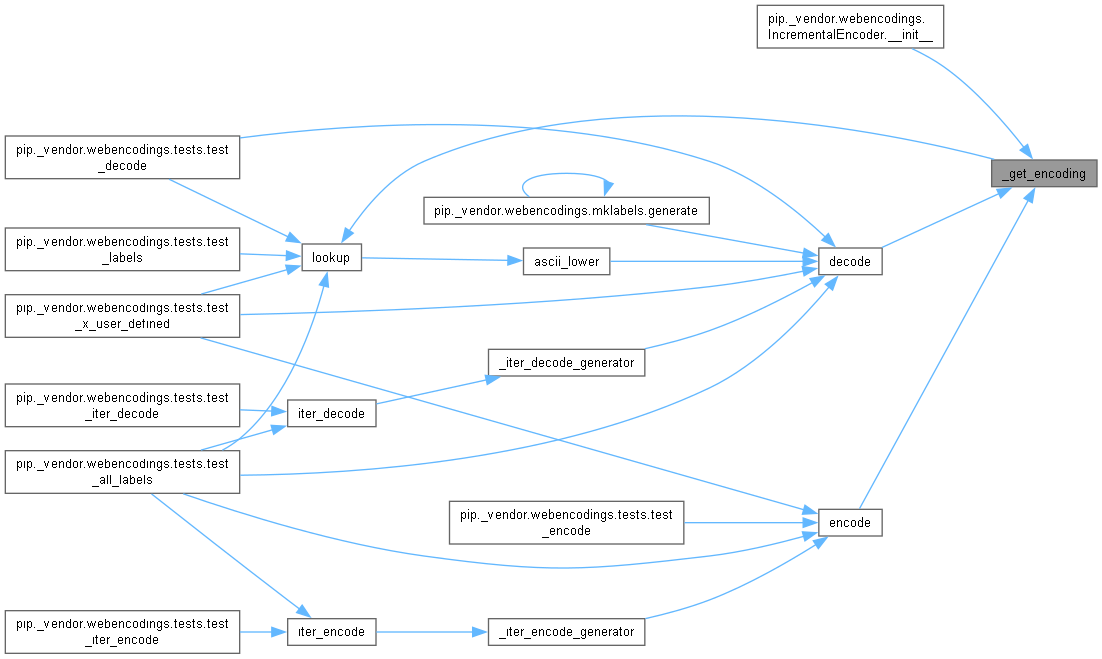 pip._vendor.webencodings.
IncrementalEncoder.__init__
pip._vendor.webencodings.tests.test
_decode
_get_encoding
pip._vendor.webencodings.mklabels.generate
pip._vendor.webencodings.tests.test
_labels
lookup
ascii_lower
decode
pip._vendor.webencodings.tests.test
_x_user_defined
_iter_decode_generator
pip._vendor.webencodings.tests.test
_iter_decode
iter_decode
pip._vendor.webencodings.tests.test
_all_labels
pip._vendor.webencodings.tests.test
_encode
encode
pip._vendor.webencodings.tests.test
_iter_encode
iter_encode
_iter_encode_generator